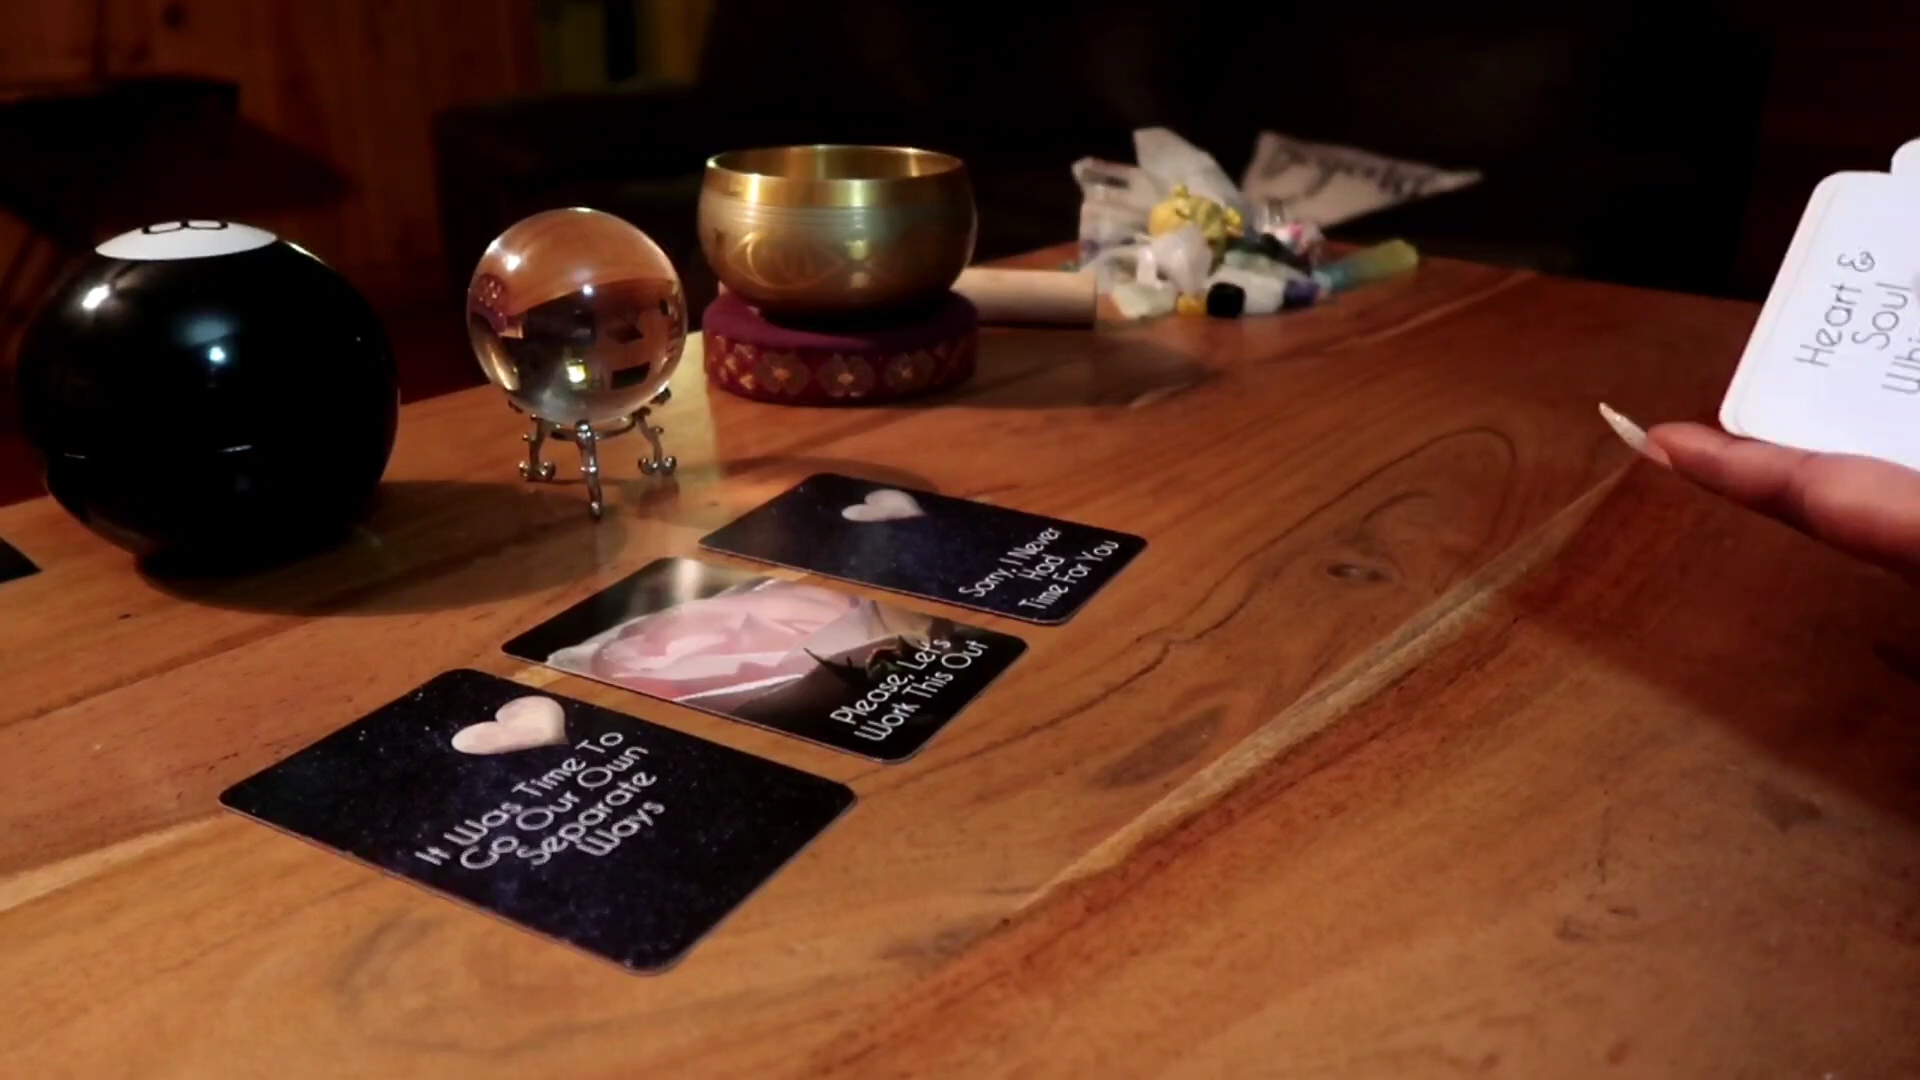 8
Sorry, I Never
Had
Time For You
Please, Let's
Work This Out
It Was Time To
Go Our Own
Separate
Ways
Heart &
Soul